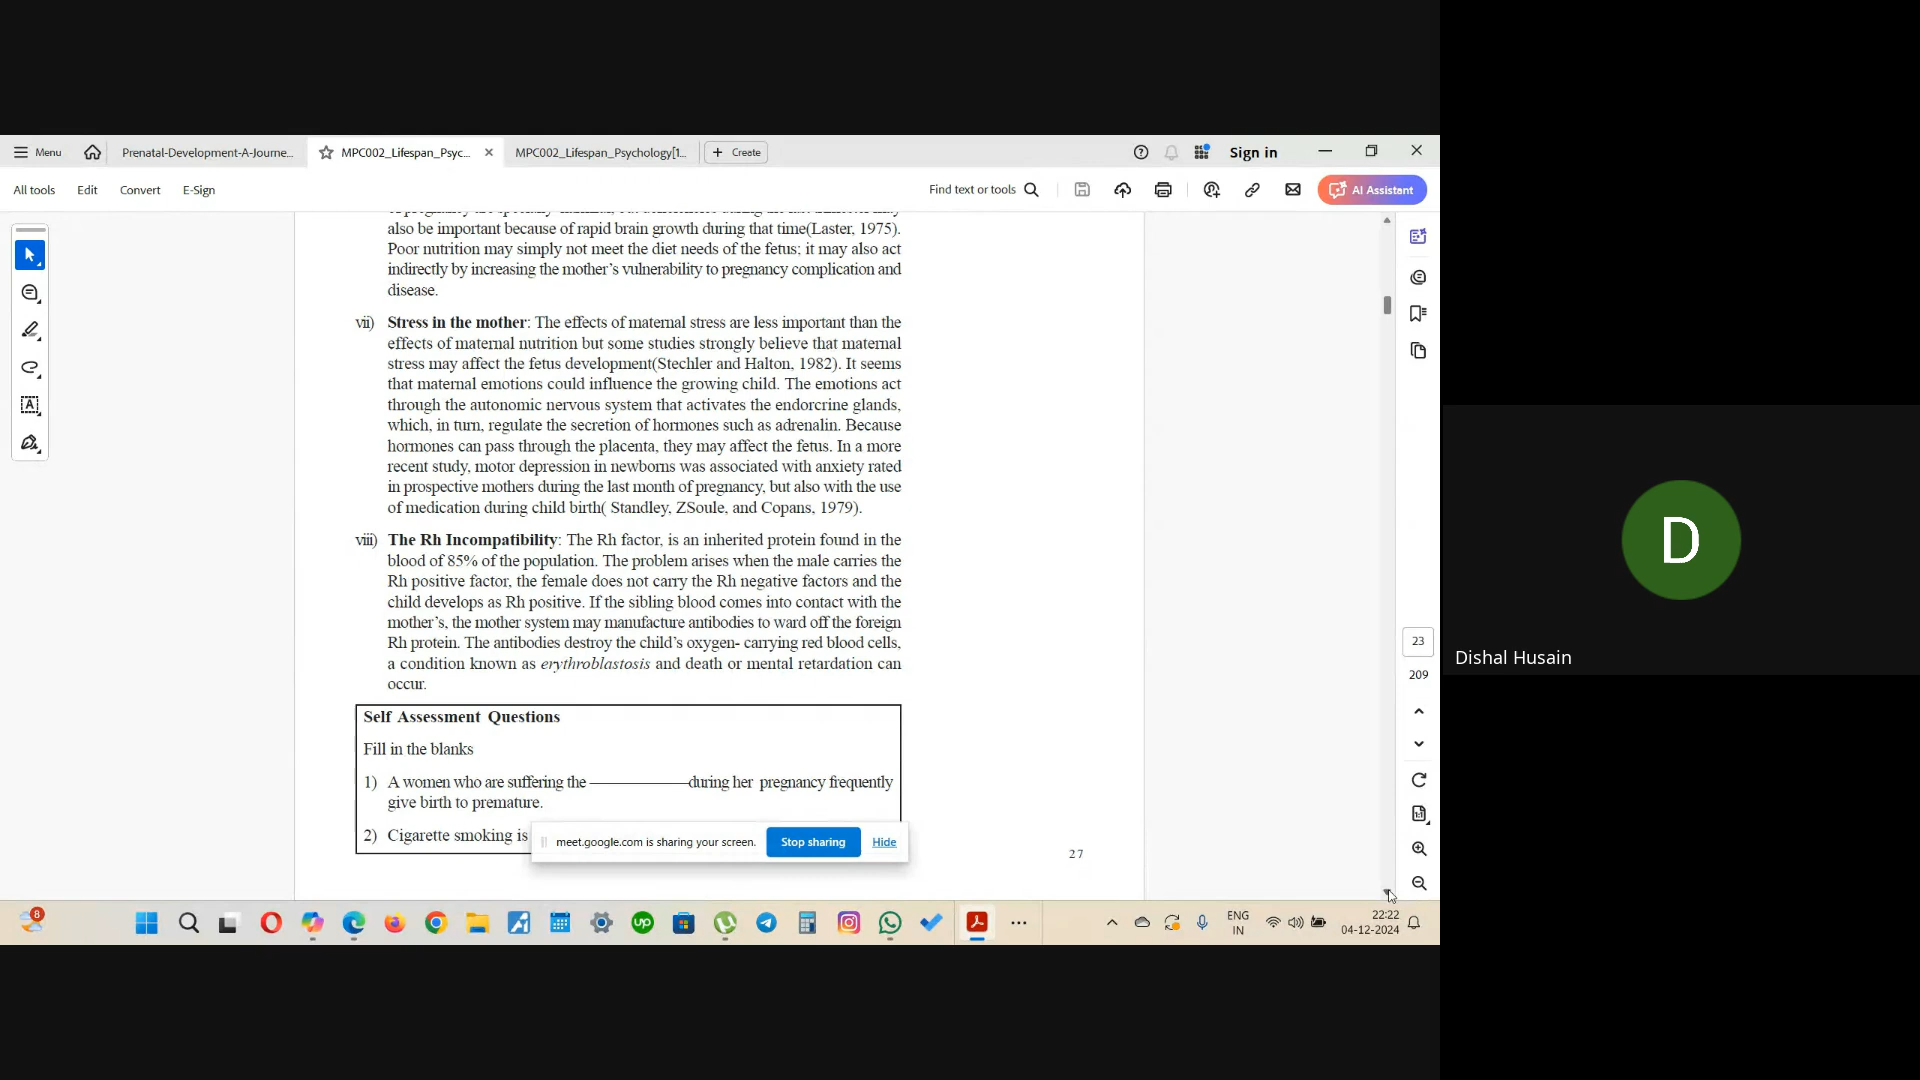 Menu
Prenatal-Development-A-Journe...
MPC002_Lifespan_Psyc...
MPC002_Lifespan_Psychology[1...
Create
Sign in
All tools
Edit
Convert
E-Sign
Find text or tools
AI Assistant
also be important because of rapid brain growth during that time(Laster, 1975).
Poor nutrition may simply not meet the diet needs of the fetus; it may also act
indirectly by increasing the mother's vulnerability to pregnancy complication and
disease.
vii) Stress in the mother: The effects of maternal stress are less important than the
effects of maternal nutrition but some studies strongly believe that maternal
stress may affect the fetus development(Stechler and Halton, 1982). It seems
that maternal emotions could influence the growing child. The emotions act
through the autonomic nervous system that activates the endorcrine glands,
which, in turn, regulate the secretion of hormones such as adrenalin. Because
hormones can pass through the placenta, they may affect the fetus. In a more
recent study, motor depression in newborns was associated with anxiety rated
in prospective mothers during the last month of pregnancy, but also with the use
of medication during child birth( Standley, ZSoule, and Copans, 1979).
viii) The Rh Incompatibility: The Rh factor, is an inherited protein found in the
blood of 85% of the population. The problem arises when the male carries the
Rh positive factor, the female does not carry the Rh negative factors and the
child develops as Rh positive. If the sibling blood comes into contact with the
mother's, the mother system may manufacture antibodies to ward off the foreign
Rh protein. The antibodies destroy the child's oxygen- carrying red blood cells,
a condition known as erythroblastosis and death or mental retardation can
occur.
Self Assessment Questions
Fill in the blanks
1) A women who are suffering the ——————during her pregnancy frequently
give birth to premature.
2) Cigarette smoking is
meet.google.com is sharing your screen.
Stop sharing
Hide
27
23
209
D
Dishal Husain
8
ENG
IN
22:22
04-12-2024